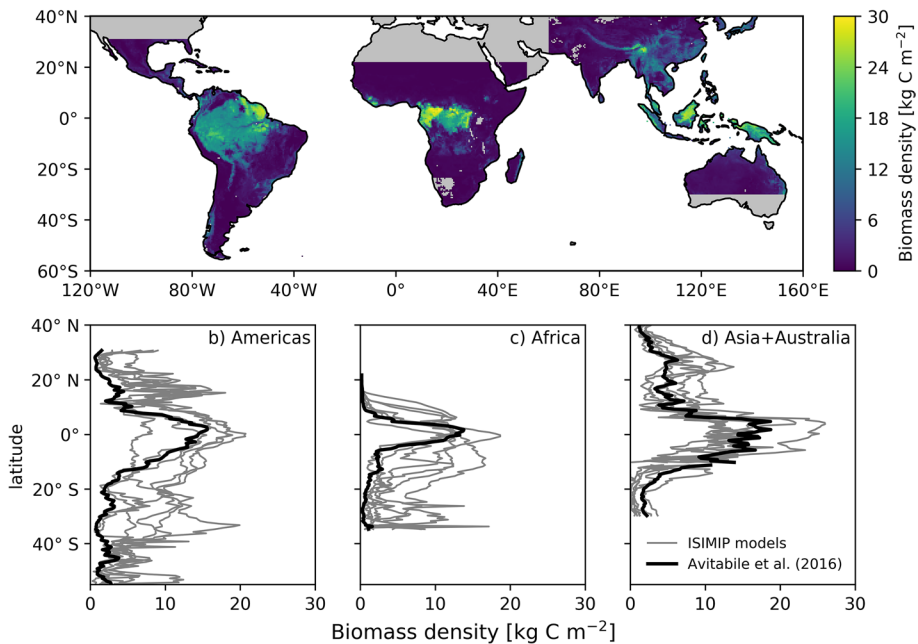 40°N
20°N
0°
20°S
40°S
60°S
120°W
80°W
40°W
0°
40°E
80°E
120°E
160°E
30
24
18
12
6
0
Biomass density [kg C m⁻²]
b) Americas
c) Africa
d) Asia+Australia
40° N
20° N
0°
20° S
40° S
latitude
ISIMIP models
Avitabile et al. (2016)
0
10
20
30
0
10
20
30
0
10
20
30
Biomass density [kg C m⁻²]